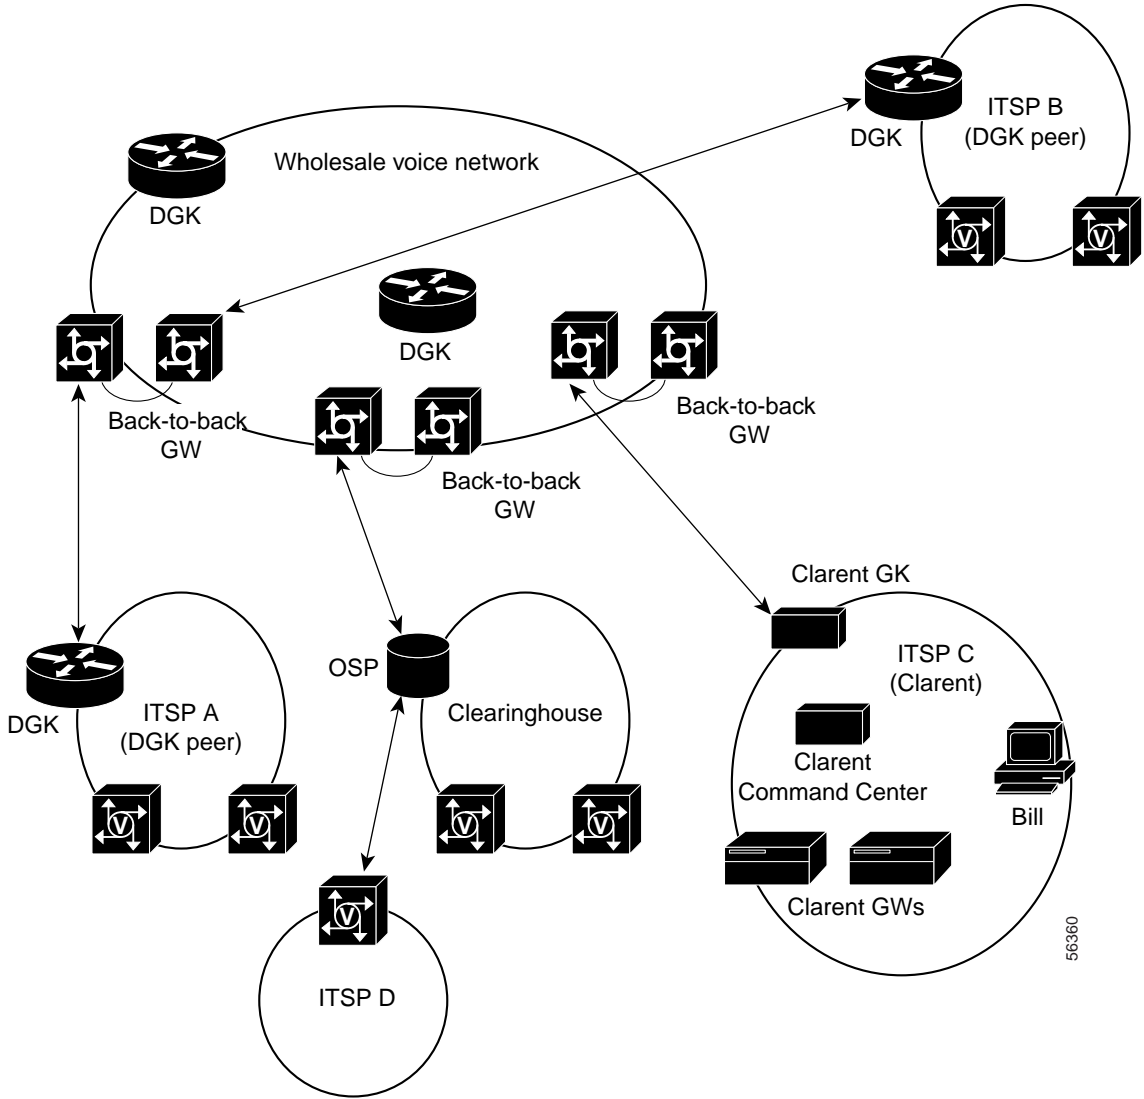 ITSP B
(DGK peer)
DGK
Wholesale voice network
DGK
DGK
Back-to-back
GW
Back-to-back
GW
Back-to-back
GW
Clarent GK
OSP
ITSP C
(Clarent)
DGK
ITSP A
(DGK peer)
Clearinghouse
Clarent
Command Center
Bill
V
V
V
V
V
V
V
Clarent GWs
ITSP D
56360